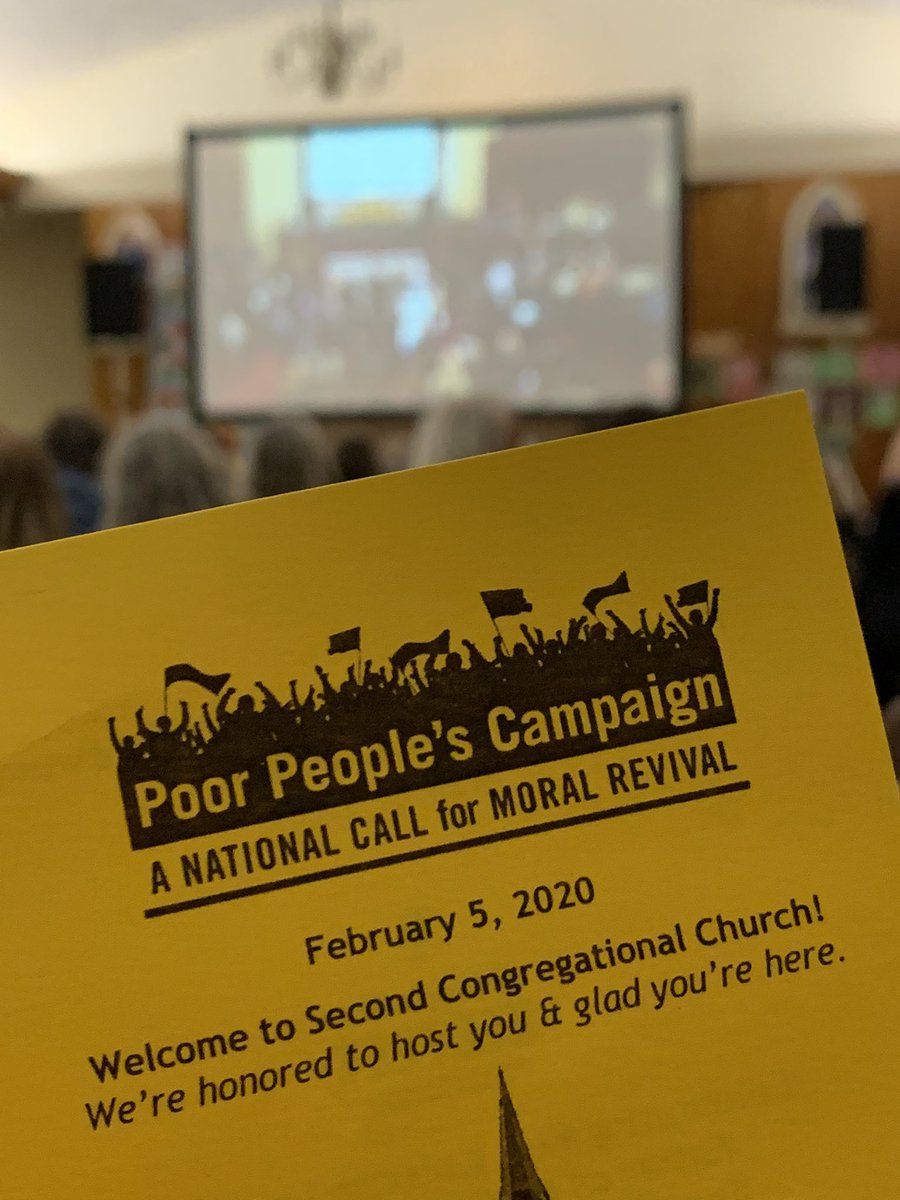 Poor People's Campaign
A NATIONAL CALL for MORAL REVIVAL
February 5, 2020
Welcome to Second Congregational Church!
We're honored to host you & glad you're here.